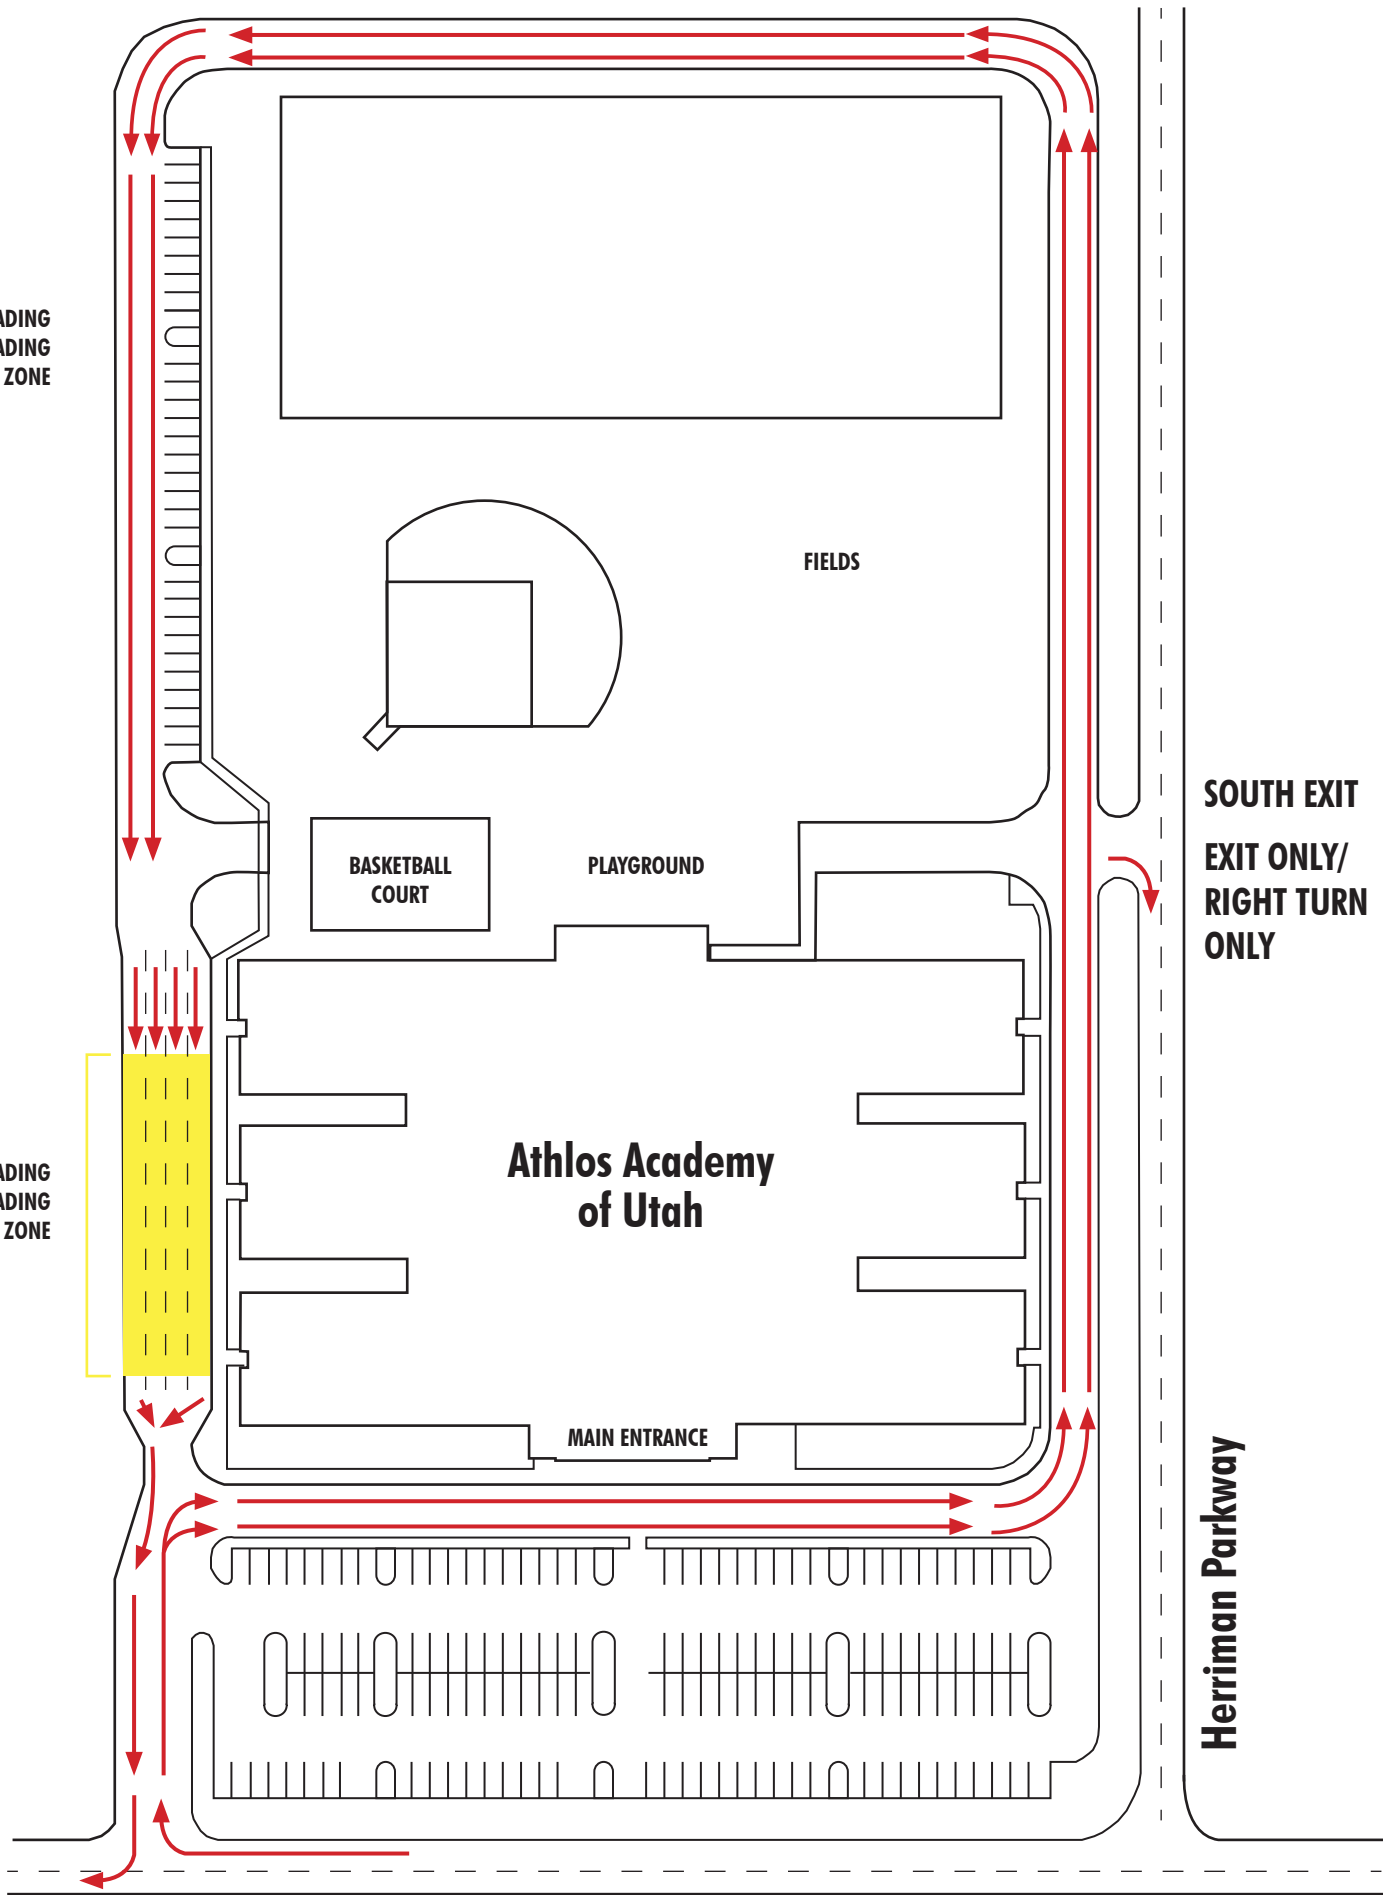 ADING
ADING
ZONE
FIELDS
SOUTH EXIT
EXIT ONLY/
RIGHT TURN
ONLY
BASKETBALL
COURT
PLAYGROUND
Athlos Academy
of Utah
ADING
ADING
ZONE
MAIN ENTRANCE
Herriman Parkway